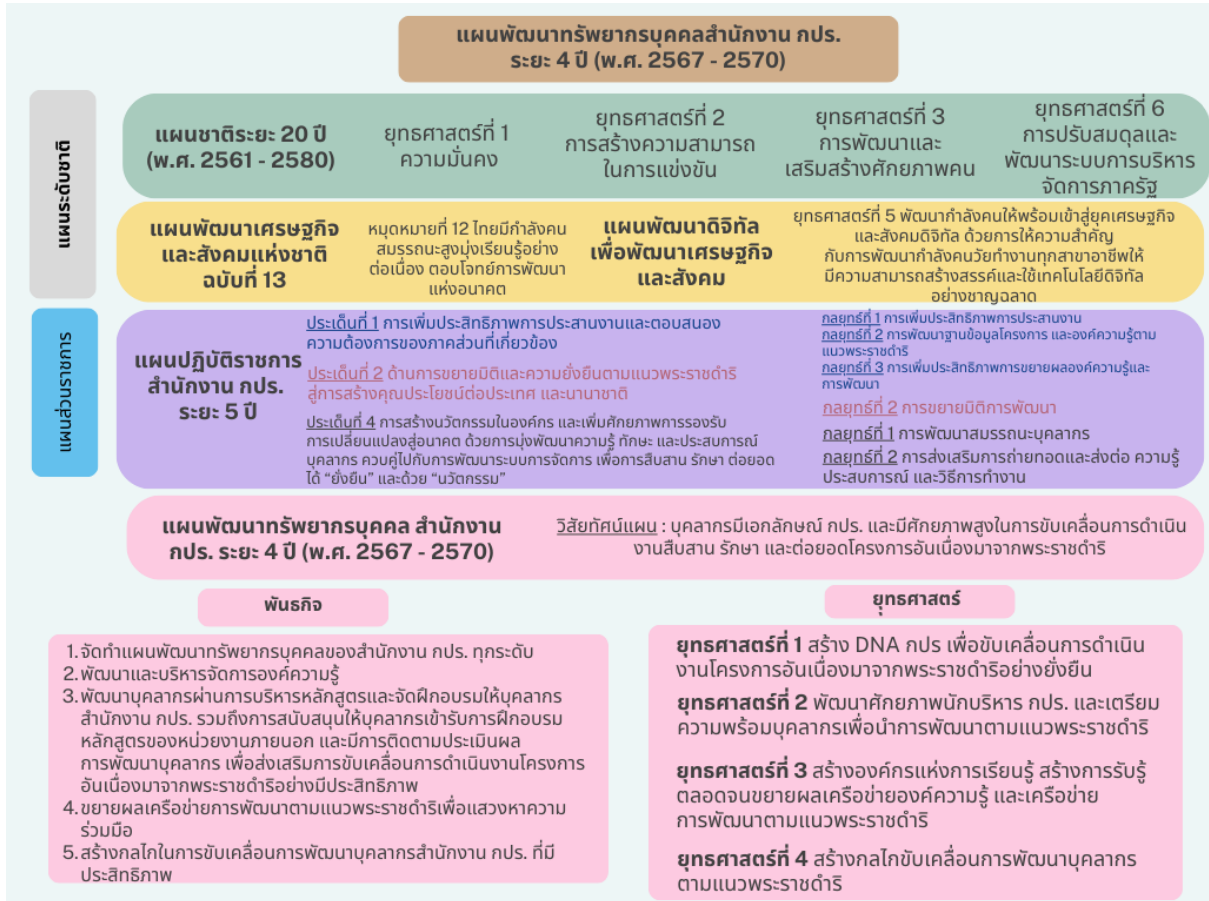 แผนพัฒนาทรัพยากรบุคคลสำนักงาน กปร.
ระยะ 4 ปี (พ.ศ. 2567 - 2570)
แผนระดับชาติ
แผนชาติระยะ 20 ปี
(พ.ศ. 2561 - 2580)
ยุทธศาสตร์ที่ 1
ความมั่นคง
ยุทธศาสตร์ที่ 2
การสร้างความสามารถ
ในการแข่งขัน
ยุทธศาสตร์ที่ 3
การพัฒนาและ
เสริมสร้างศักยภาพคน
ยุทธศาสตร์ที่ 6
การปรับสมดุลและ
พัฒนาระบบการบริหาร
จัดการภาครัฐ
แผนพัฒนาเศรษฐกิจ
และสังคมแห่งชาติ
ฉบับที่ 13
หมุดหมายที่ 12 ไทยมีกำลังคน
สมรรถนะสูงมุ่งเรียนรู้อย่าง
ต่อเนื่อง ตอบโจทย์การพัฒนา
แห่งอนาคต
แผนพัฒนาดิจิทัล
เพื่อพัฒนาเศรษฐกิจ
และสังคม
ยุทธศาสตร์ที่ 5 พัฒนากำลังคนให้พร้อมเข้าสู่ยุคเศรษฐกิจ
และสังคมดิจิทัล ด้วยการให้ความสำคัญ
กับการพัฒนากำลังคนวัยทำงานทุกสาขาอาชีพให้
มีความสามารถสร้างสรรค์และใช้เทคโนโลยีดิจิทัล
อย่างชาญฉลาด
แผนส่วนราชการ
แผนปฏิบัติราชการ
สำนักงาน กปร.
ระยะ 5 ปี
ประเด็นที่ 1 การเพิ่มประสิทธิภาพการประสานงานและตอบสนอง
ความต้องการของภาคส่วนที่เกี่ยวข้อง
ประเด็นที่ 2 ด้านการขยายมิติและความยั่งยืนตามแนวพระราชดำริ
สู่การสร้างคุณประโยชน์ต่อประเทศ และนานาชาติ
ประเด็นที่ 4 การสร้างนวัตกรรมในองค์กร และเพิ่มศักยภาพการรองรับ
การเปลี่ยนแปลงสู่อนาคต ด้วยการมุ่งพัฒนาความรู้ ทักษะ และประสบการณ์
บุคลากร ควบคู่ไปกับการพัฒนาระบบการจัดการ เพื่อการสืบสาน รักษา ต่อยอด
ได้ “ยั่งยืน” และด้วย “นวัตกรรม”
กลยุทธ์ที่ 1 การเพิ่มประสิทธิภาพการประสานงาน
กลยุทธ์ที่ 2 การพัฒนาฐานข้อมูลโครงการ และองค์ความรู้ตาม
แนวพระราชดำริ
กลยุทธ์ที่ 3 การเพิ่มประสิทธิภาพการขยายผลองค์ความรู้และ
การพัฒนา
กลยุทธ์ที่ 2 การขยายมิติการพัฒนา
กลยุทธ์ที่ 1 การพัฒนาสมรรถนะบุคลากร
กลยุทธ์ที่ 2 การส่งเสริมการถ่ายทอดและส่งต่อ ความรู้
ประสบการณ์ และวิธีการทำงาน
แผนพัฒนาทรัพยากรบุคคล สำนักงาน
กปร. ระยะ 4 ปี (พ.ศ. 2567 - 2570)
วิสัยทัศน์แผน : บุคลากรมีเอกลักษณ์ กปร. และมีศักยภาพสูงในการขับเคลื่อนการดำเนิน
งานสืบสาน รักษา และต่อยอดโครงการอันเนื่องมาจากพระราชดำริ
พันธกิจ
1.จัดทำแผนพัฒนาทรัพยากรบุคคลของสำนักงาน กปร. ทุกระดับ
2.พัฒนาและบริหารจัดการองค์ความรู้
3.พัฒนาบุคลากรผ่านการบริหารหลักสูตรและจัดฝึกอบรมให้บุคลากร
สำนักงาน กปร. รวมถึงการสนับสนุนให้บุคลากรเข้ารับการฝึกอบรม
หลักสูตรของหน่วยงานภายนอก และมีการติดตามประเมินผล
การพัฒนาบุคลากร เพื่อส่งเสริมการขับเคลื่อนการดำเนินงานโครงการ
อันเนื่องมาจากพระราชดำริอย่างมีประสิทธิภาพ
4.ขยายผลเครือข่ายการพัฒนาตามแนวพระราชดำริเพื่อแสวงหาความ
ร่วมมือ
5.สร้างกลไกในการขับเคลื่อนการพัฒนาบุคลากรสำนักงาน กปร. ที่มี
ประสิทธิภาพ
ยุทธศาสตร์
ยุทธศาสตร์ที่ 1 สร้าง DNA กปร เพื่อขับเคลื่อนการดำเนิน
งานโครงการอันเนื่องมาจากพระราชดำริอย่างยั่งยืน
ยุทธศาสตร์ที่ 2 พัฒนาศักยภาพนักบริหาร กปร. และเตรียม
ความพร้อมบุคลากรเพื่อนำการพัฒนาตามแนวพระราชดำริ
ยุทธศาสตร์ที่ 3 สร้างองค์กรแห่งการเรียนรู้ สร้างการรับรู้
ตลอดจนขยายผลเครือข่ายองค์ความรู้ และเครือข่าย
การพัฒนาตามแนวพระราชดำริ
ยุทธศาสตร์ที่ 4 สร้างกลไกขับเคลื่อนการพัฒนาบุคลากร
ตามแนวพระราชดำริ